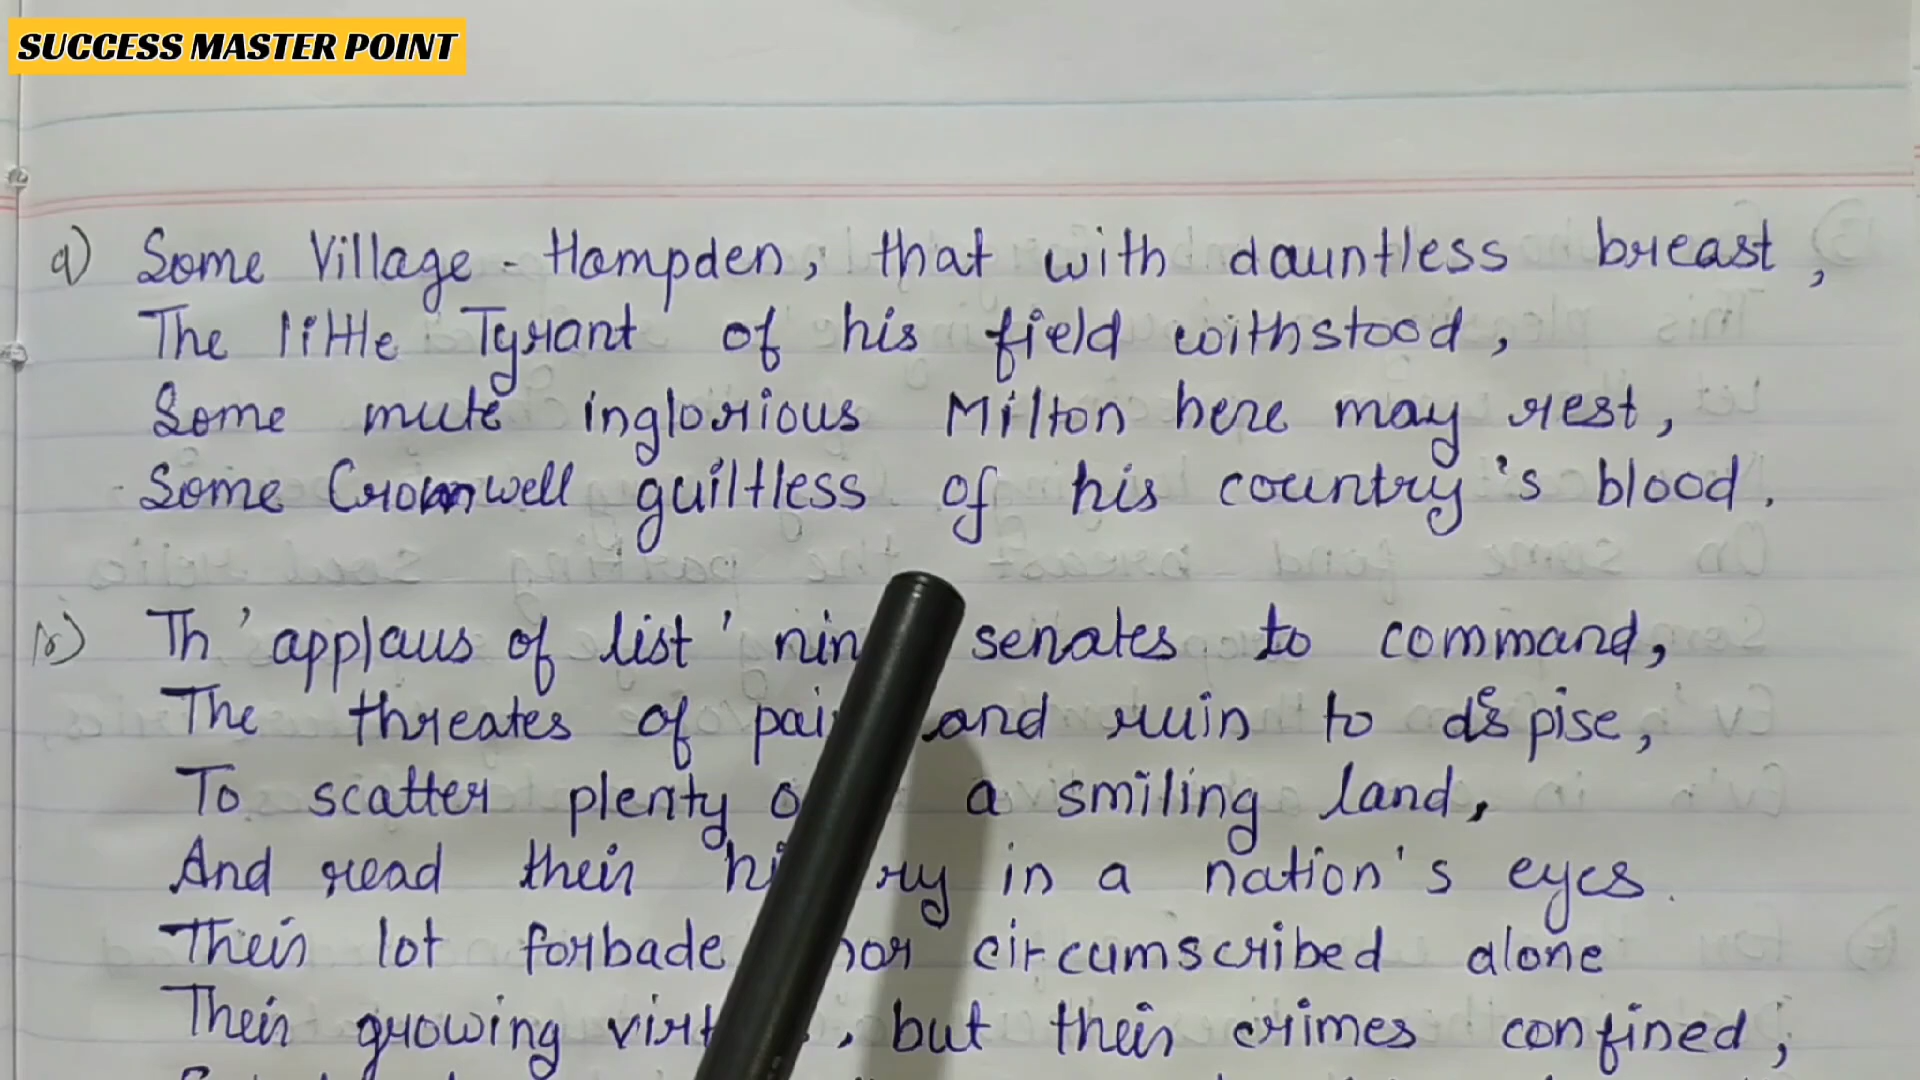 SUCCESS MASTER POINT
a) Some Village - Hampden, that with dauntless breast,
The little Tyrant of his field withstood,
Some mute inglorious Milton here may rest,
Some Cromwell guiltless of his country's blood.
Th' applaus of list' nin senates to command,
The threates of and ruin to despise,
To scatter plenty a smiling land,
And read their in a nation's eyes.
Their lot forbade nor circumscribed alone
Their growing but their crimes confined;